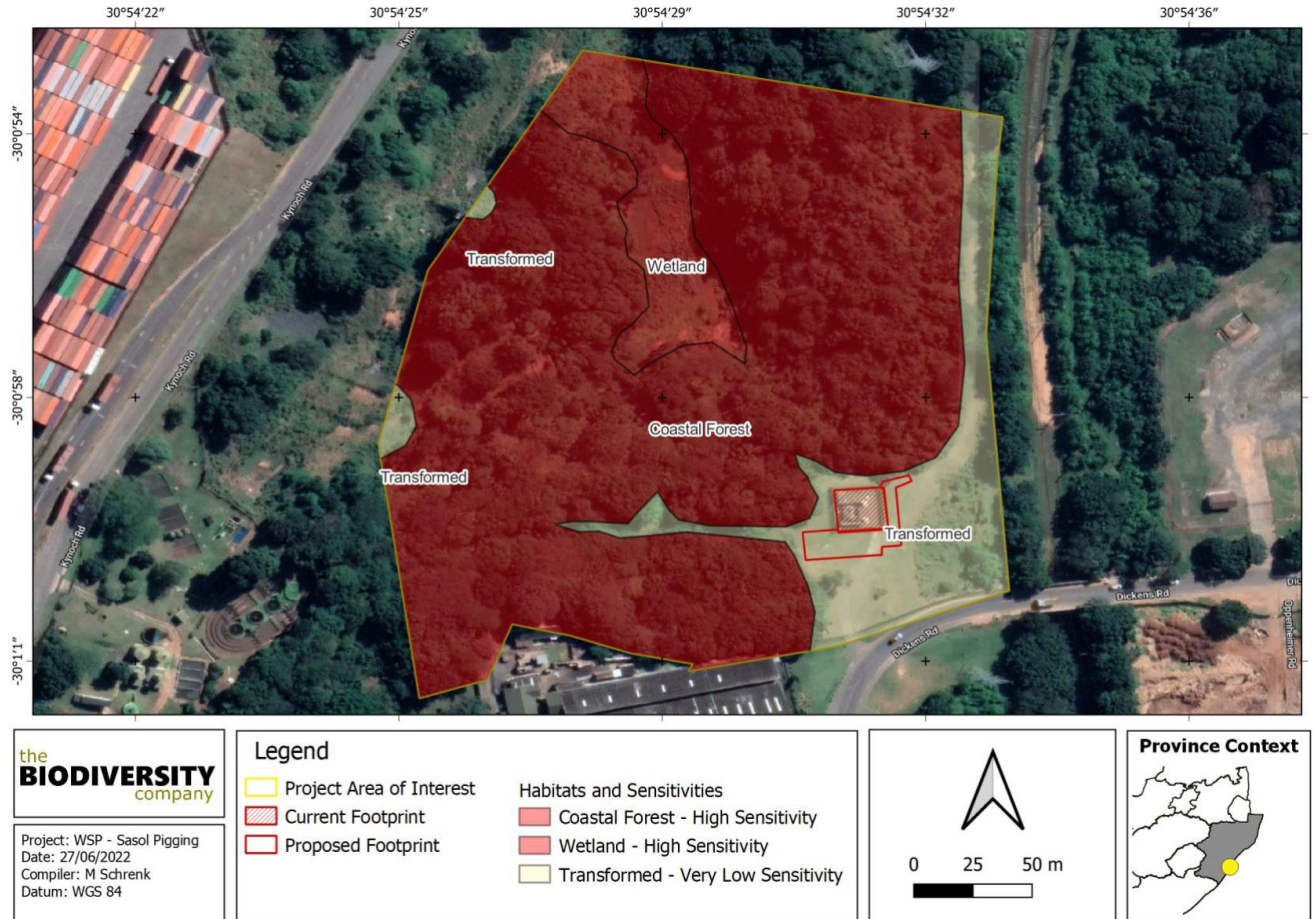 30°54′22″
30°54′25″
30°54′29″
30°54′32″
30°54′36″
-30°0′54″
-30°0′58″
-30°1′1″
Kyno
Kynoch Rd
Kynoch Rd
Kynoch Rd
Transformed
Wetland
Coastal Forest
Transformed
Transformed
Dickens Rd
Dic
Dickens Rd
Oppenheimer Rd
the
BIODIVERSITY
company
Project: WSP - Sasol Pigging
Date: 27/06/2022
Compiler: M Schrenk
Datum: WGS 84
Legend
Project Area of Interest
Current Footprint
Proposed Footprint
Habitats and Sensitivities
Coastal Forest - High Sensitivity
Wetland - High Sensitivity
Transformed - Very Low Sensitivity
0 25 50 m
Province Context